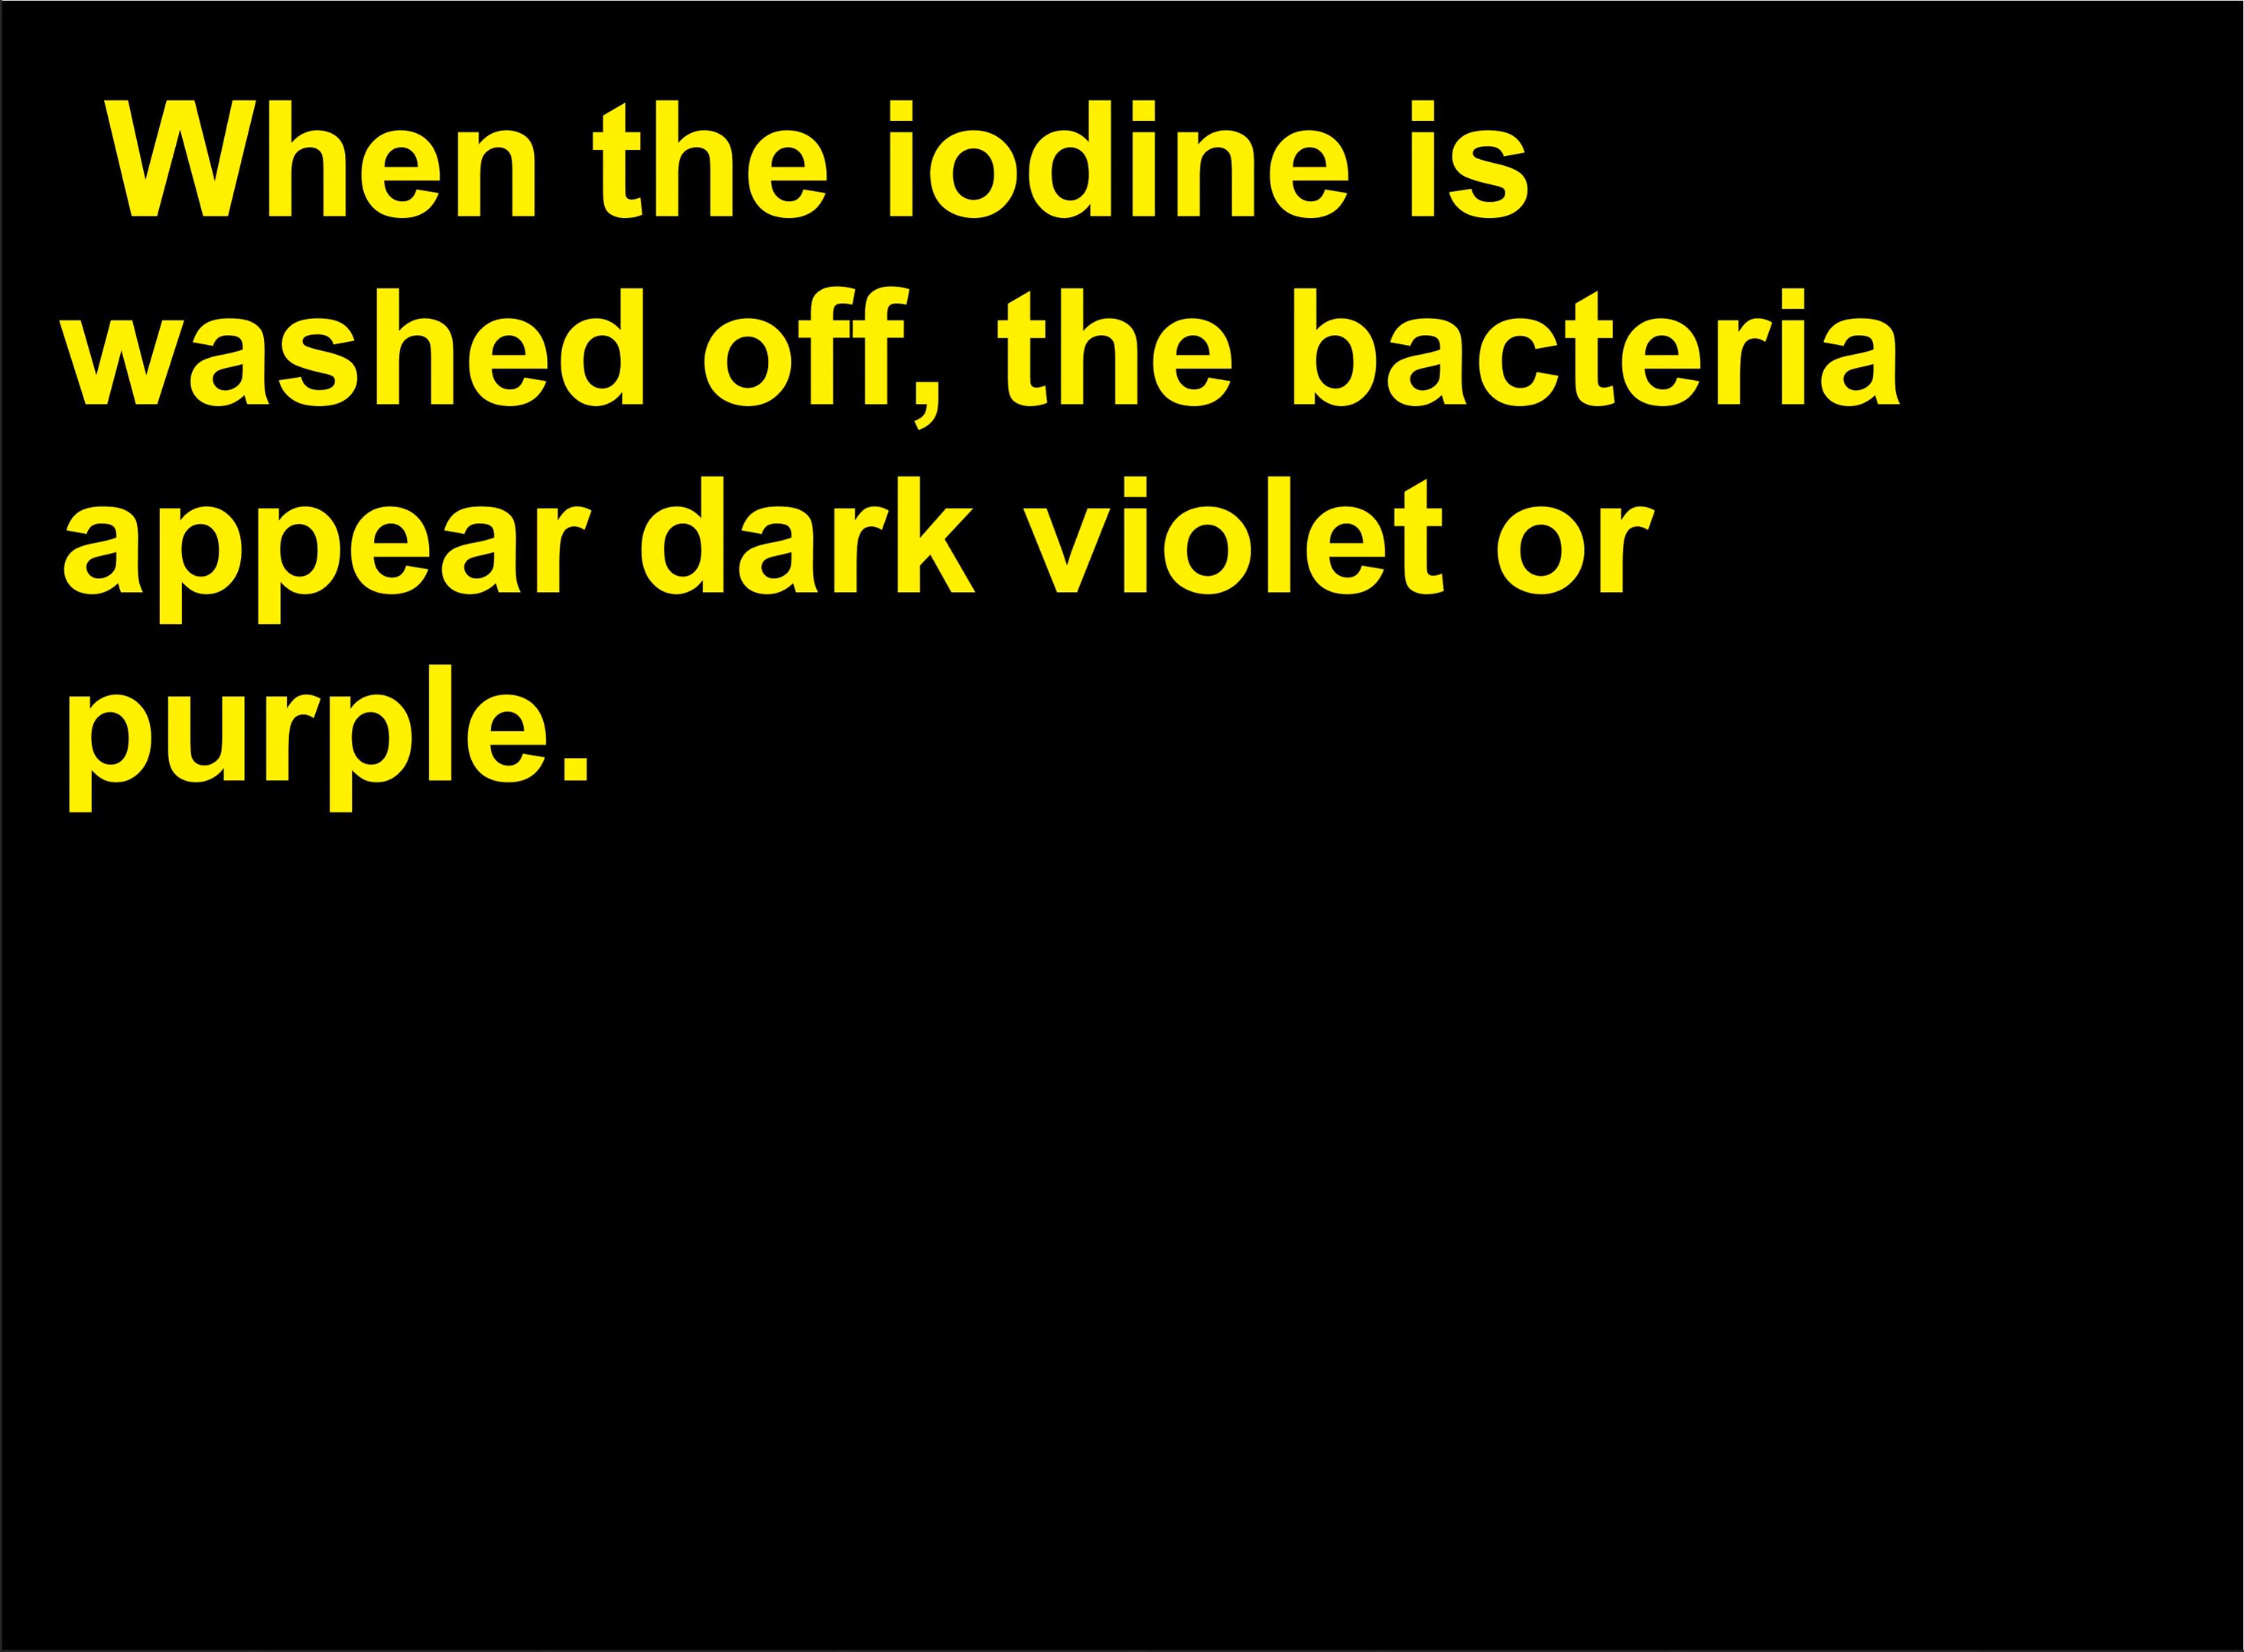 When the iodine is
washed off, the bacteria
appear dark violet or
purple.